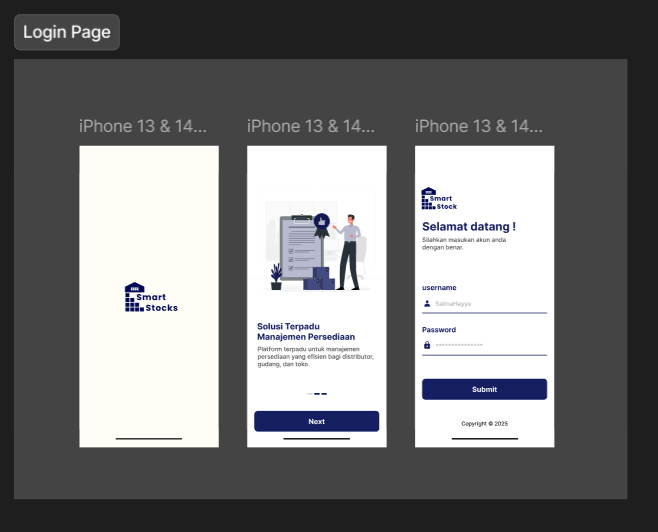 Login Page
iPhone 13 & 14...
iPhone 13 & 14...
iPhone 13 & 14...
Smart
Stocks
Solusi Terpadu
Manajemen Persediaan
Platform terpadu untuk manajemen
persediaan yang efisien bagi distributor,
gudang, dan toko.
Next
Smart
Stock
Selamat datang !
Silahkan masukan akun anda
dengan benar.
username
SalmaHayya
Password
---------------
Submit
Copyright © 2025